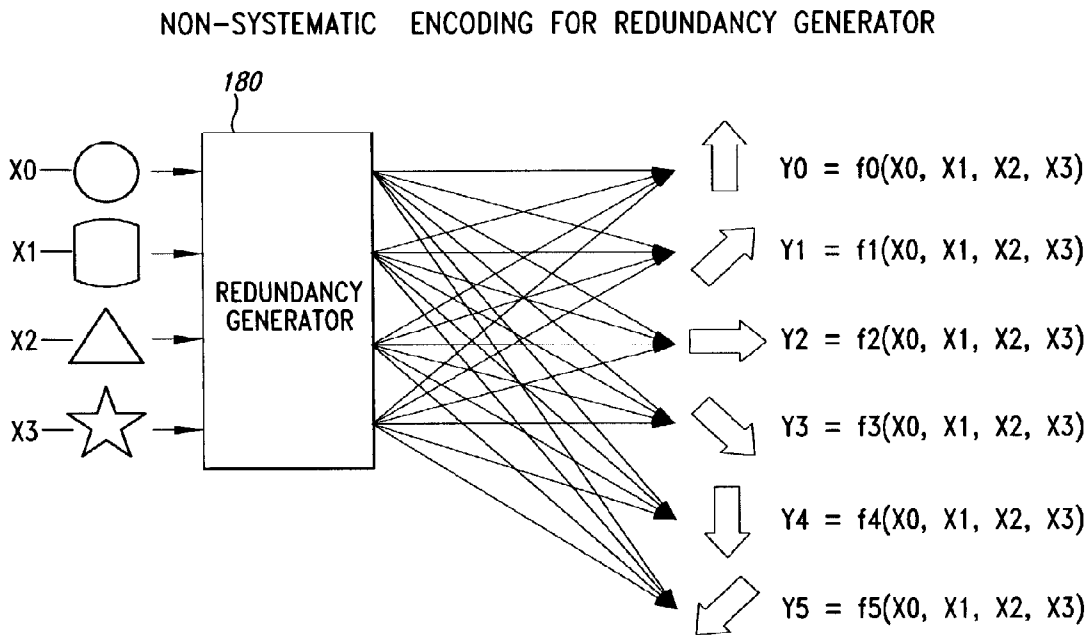 NON-SYSTEMATIC ENCODING FOR REDUNDANCY GENERATOR
180
X0
X1
X2
X3
REDUNDANCY
GENERATOR
Y0 = f0(X0, X1, X2, X3)
Y1 = f1(X0, X1, X2, X3)
Y2 = f2(X0, X1, X2, X3)
Y3 = f3(X0, X1, X2, X3)
Y4 = f4(X0, X1, X2, X3)
Y5 = f5(X0, X1, X2, X3)